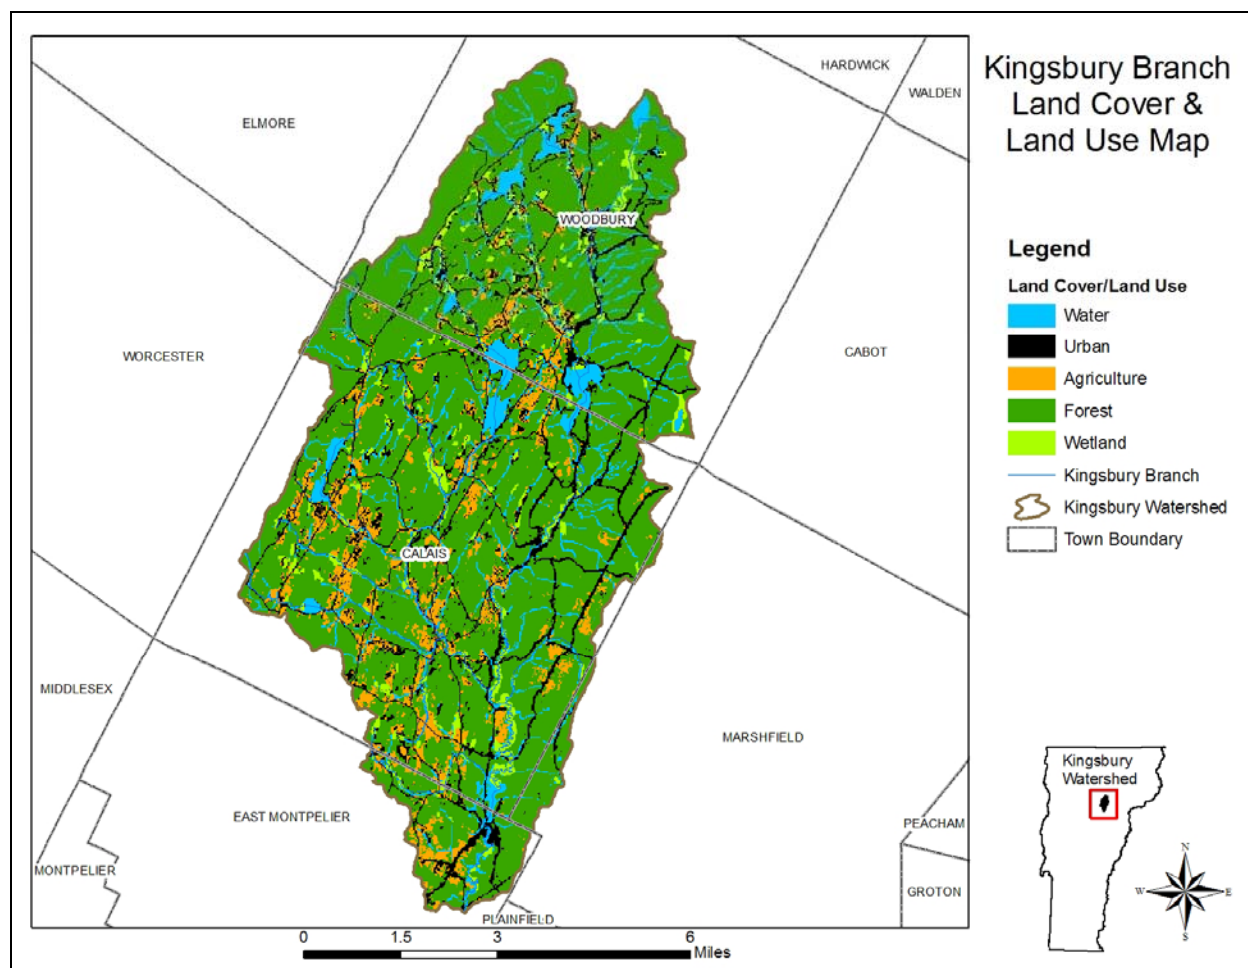 Kingsbury Branch
Land Cover &
Land Use Map
HARDWICK
WALDEN
ELMORE
WOODBURY
WORCESTER
CABOT
CALAIS
MIDDLESEX
MARSHFIELD
EAST MONTPELIER
PEACHAM
MONTPELIER
GROTON
PLAINFIELD
Legend
Land Cover/Land Use
Water
Urban
Agriculture
Forest
Wetland
Kingsbury Branch
Kingsbury Watershed
Town Boundary
Kingsbury
Watershed
N
W
E
S
0 1.5 3 6
Miles